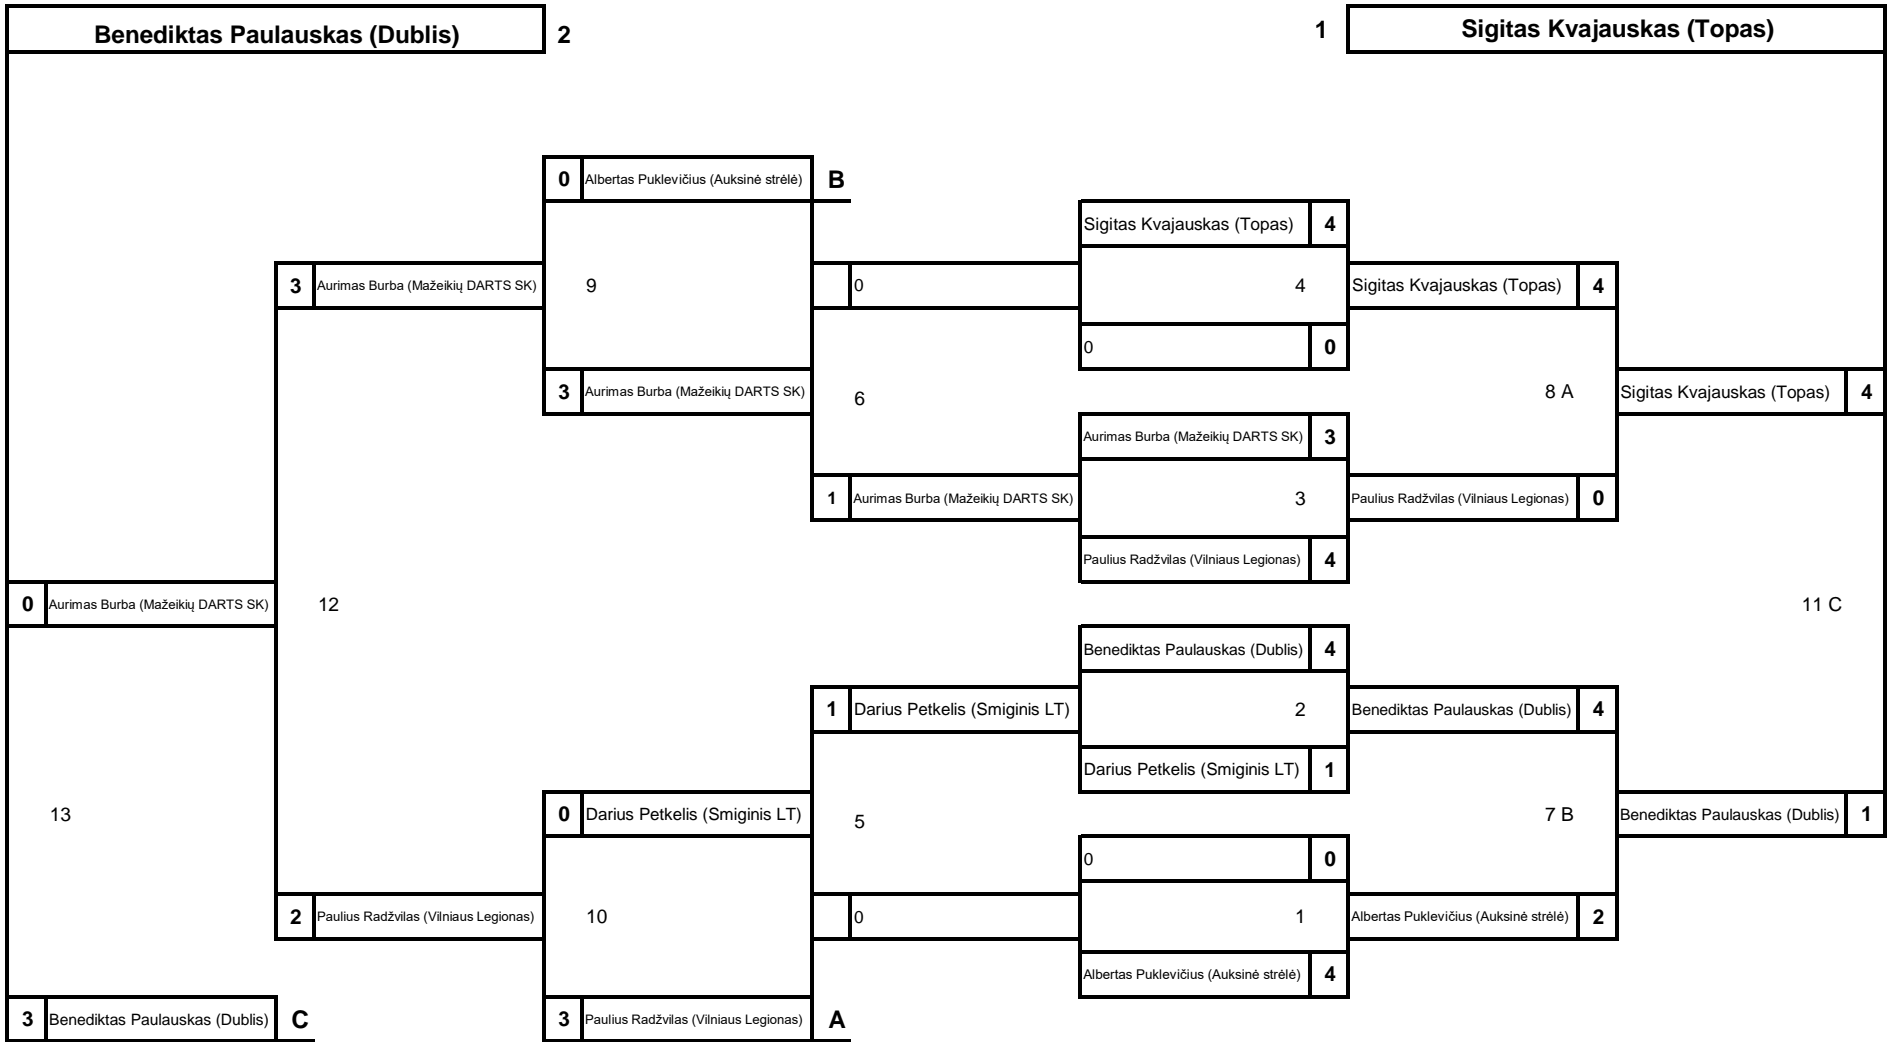 Benediktas Paulauskas (Dublis) 2 1 Sigitas Kvajauskas (Topas)
0 Albertas Puklevičius (Auksinė strėlė) B
Sigitas Kvajauskas (Topas) 4
3 Aurimas Burba (Mažeikių DARTS SK) 9 0 4 Sigitas Kvajauskas (Topas) 4
0 0
3 Aurimas Burba (Mažeikių DARTS SK) 6 8 A Sigitas Kvajauskas (Topas) 4
Aurimas Burba (Mažeikių DARTS SK) 3
1 Aurimas Burba (Mažeikių DARTS SK) 3 Paulius Radžvilas (Vilniaus Legionas) 0
Paulius Radžvilas (Vilniaus Legionas) 4
0 Aurimas Burba (Mažeikių DARTS SK) 12 11 C
Benediktas Paulauskas (Dublis) 4
1 Darius Petkelis (Smiginis LT) 2 Benediktas Paulauskas (Dublis) 4
Darius Petkelis (Smiginis LT) 1
13 0 Darius Petkelis (Smiginis LT) 5 7 B Benediktas Paulauskas (Dublis) 1
0 0
2 Paulius Radžvilas (Vilniaus Legionas) 10 0 1 Albertas Puklevičius (Auksinė strėlė) 2
Albertas Puklevičius (Auksinė strėlė) 4
3 Benediktas Paulauskas (Dublis) C 3 Paulius Radžvilas (Vilniaus Legionas) A